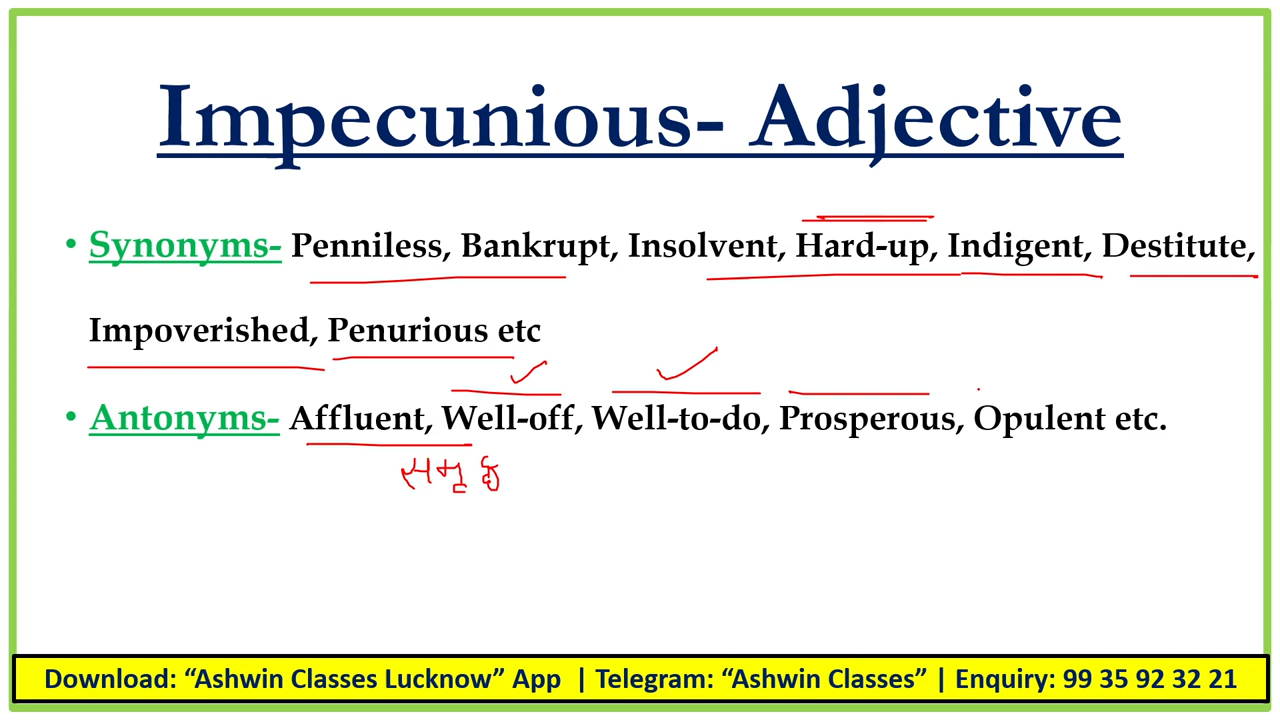 Impecunious- Adjective
• Synonyms- Penniless, Bankrupt, Insolvent, Hard-up, Indigent, Destitute,
Impoverished, Penurious etc
• Antonyms- Affluent, Well-off, Well-to-do, Prosperous, Opulent etc.
समृद्ध
Download: “Ashwin Classes Lucknow” App | Telegram: “Ashwin Classes” | Enquiry: 99 35 92 32 21